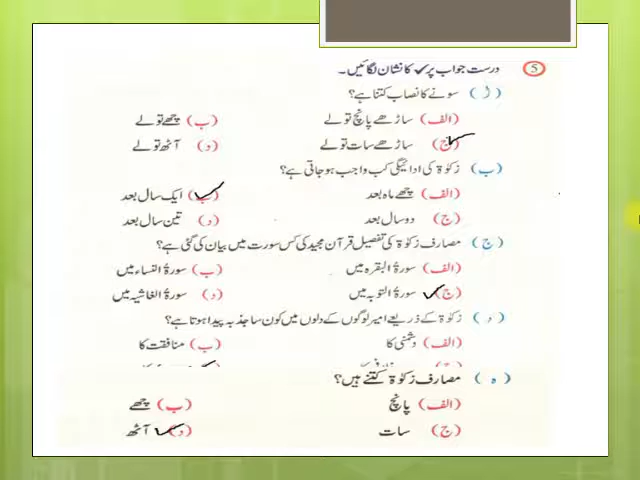 5 درست جواب پر ✓ کا نشان لگائیں۔
(ا) سونے کا نصاب کتنا ہے؟
(الف) ساڑھے پانچ تولے (ب) چھے تولے
(ج) ساڑھے سات تولے (د) آٹھ تولے
(ب) زکوٰۃ کی ادائیگی کب واجب ہو جاتی ہے؟
(الف) چھے ماہ بعد (ب) ایک سال بعد
(ج) دو سال بعد (د) تین سال بعد
(ج) مصارف زکوٰۃ کی تفصیل قرآن مجید کی کس سورت میں بیان کی گئی ہے؟
(الف) سورۃ البقرہ میں (ب) سورۃ النساء میں
(ج) سورۃ التوبہ میں (د) سورۃ الغاشیہ میں
(د) زکوٰۃ کے ذریعے امیر لوگوں کے دلوں میں کون سا جذبہ پیدا ہوتا ہے؟
(الف) دشمنی کا (ب) منافقت کا
(ہ) مصارف زکوٰۃ کتنے ہیں؟
(الف) پانچ (ب) چھے
(ج) سات (د) آٹھ